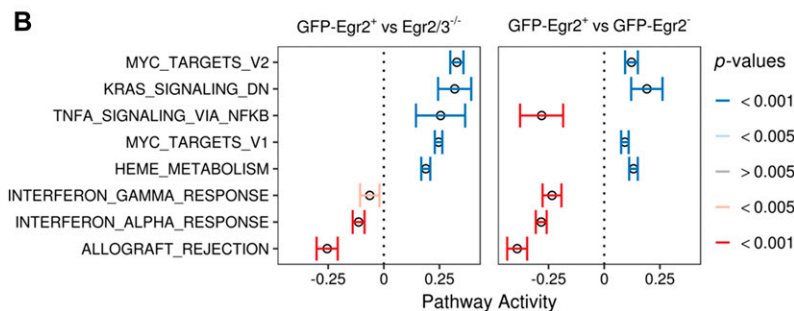 B
GFP-Egr2+ vs Egr2/3-/-
GFP-Egr2+ vs GFP-Egr2-
MYC_TARGETS_V2
KRAS_SIGNALING_DN
TNFA_SIGNALING_VIA_NFKB
MYC_TARGETS_V1
HEME_METABOLISM
INTERFERON_GAMMA_RESPONSE
INTERFERON_ALPHA_RESPONSE
ALLOGRAFT_REJECTION
-0.25 0 0.25
-0.25 0 0.25
Pathway Activity
p-values
< 0.001
< 0.005
> 0.005
< 0.005
< 0.001